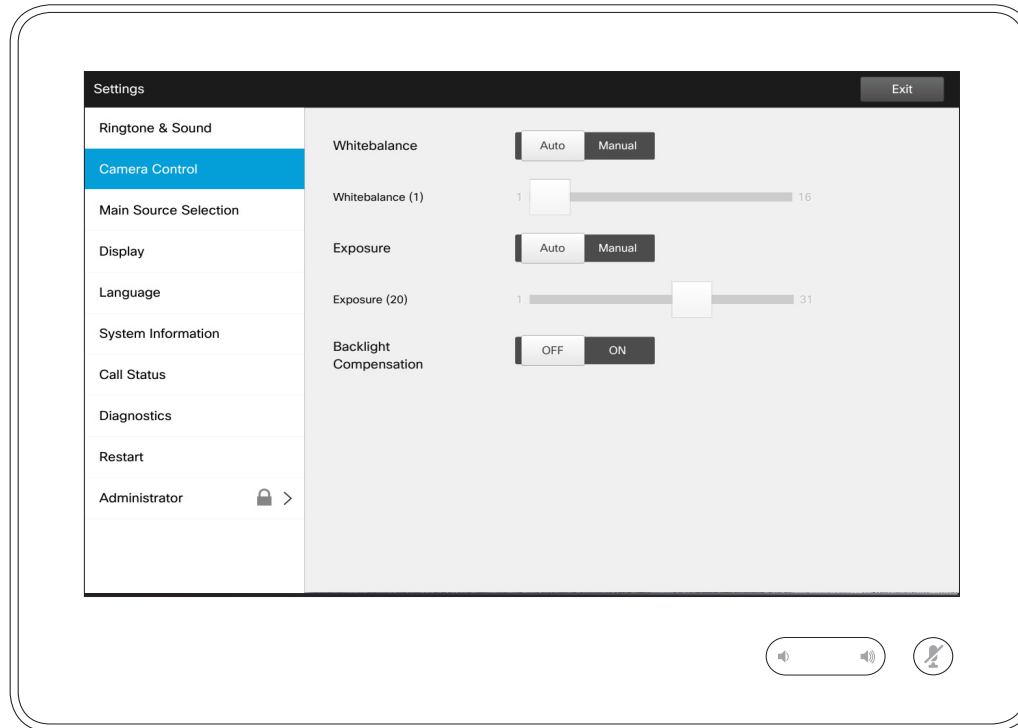 Settings
Exit
Ringtone & Sound
Camera Control
Main Source Selection
Display
Language
System Information
Call Status
Diagnostics
Restart
Administrator
Whitebalance
Auto Manual
Whitebalance (1)
1 16
Exposure
Auto Manual
Exposure (20)
1 31
Backlight
Compensation
OFF ON